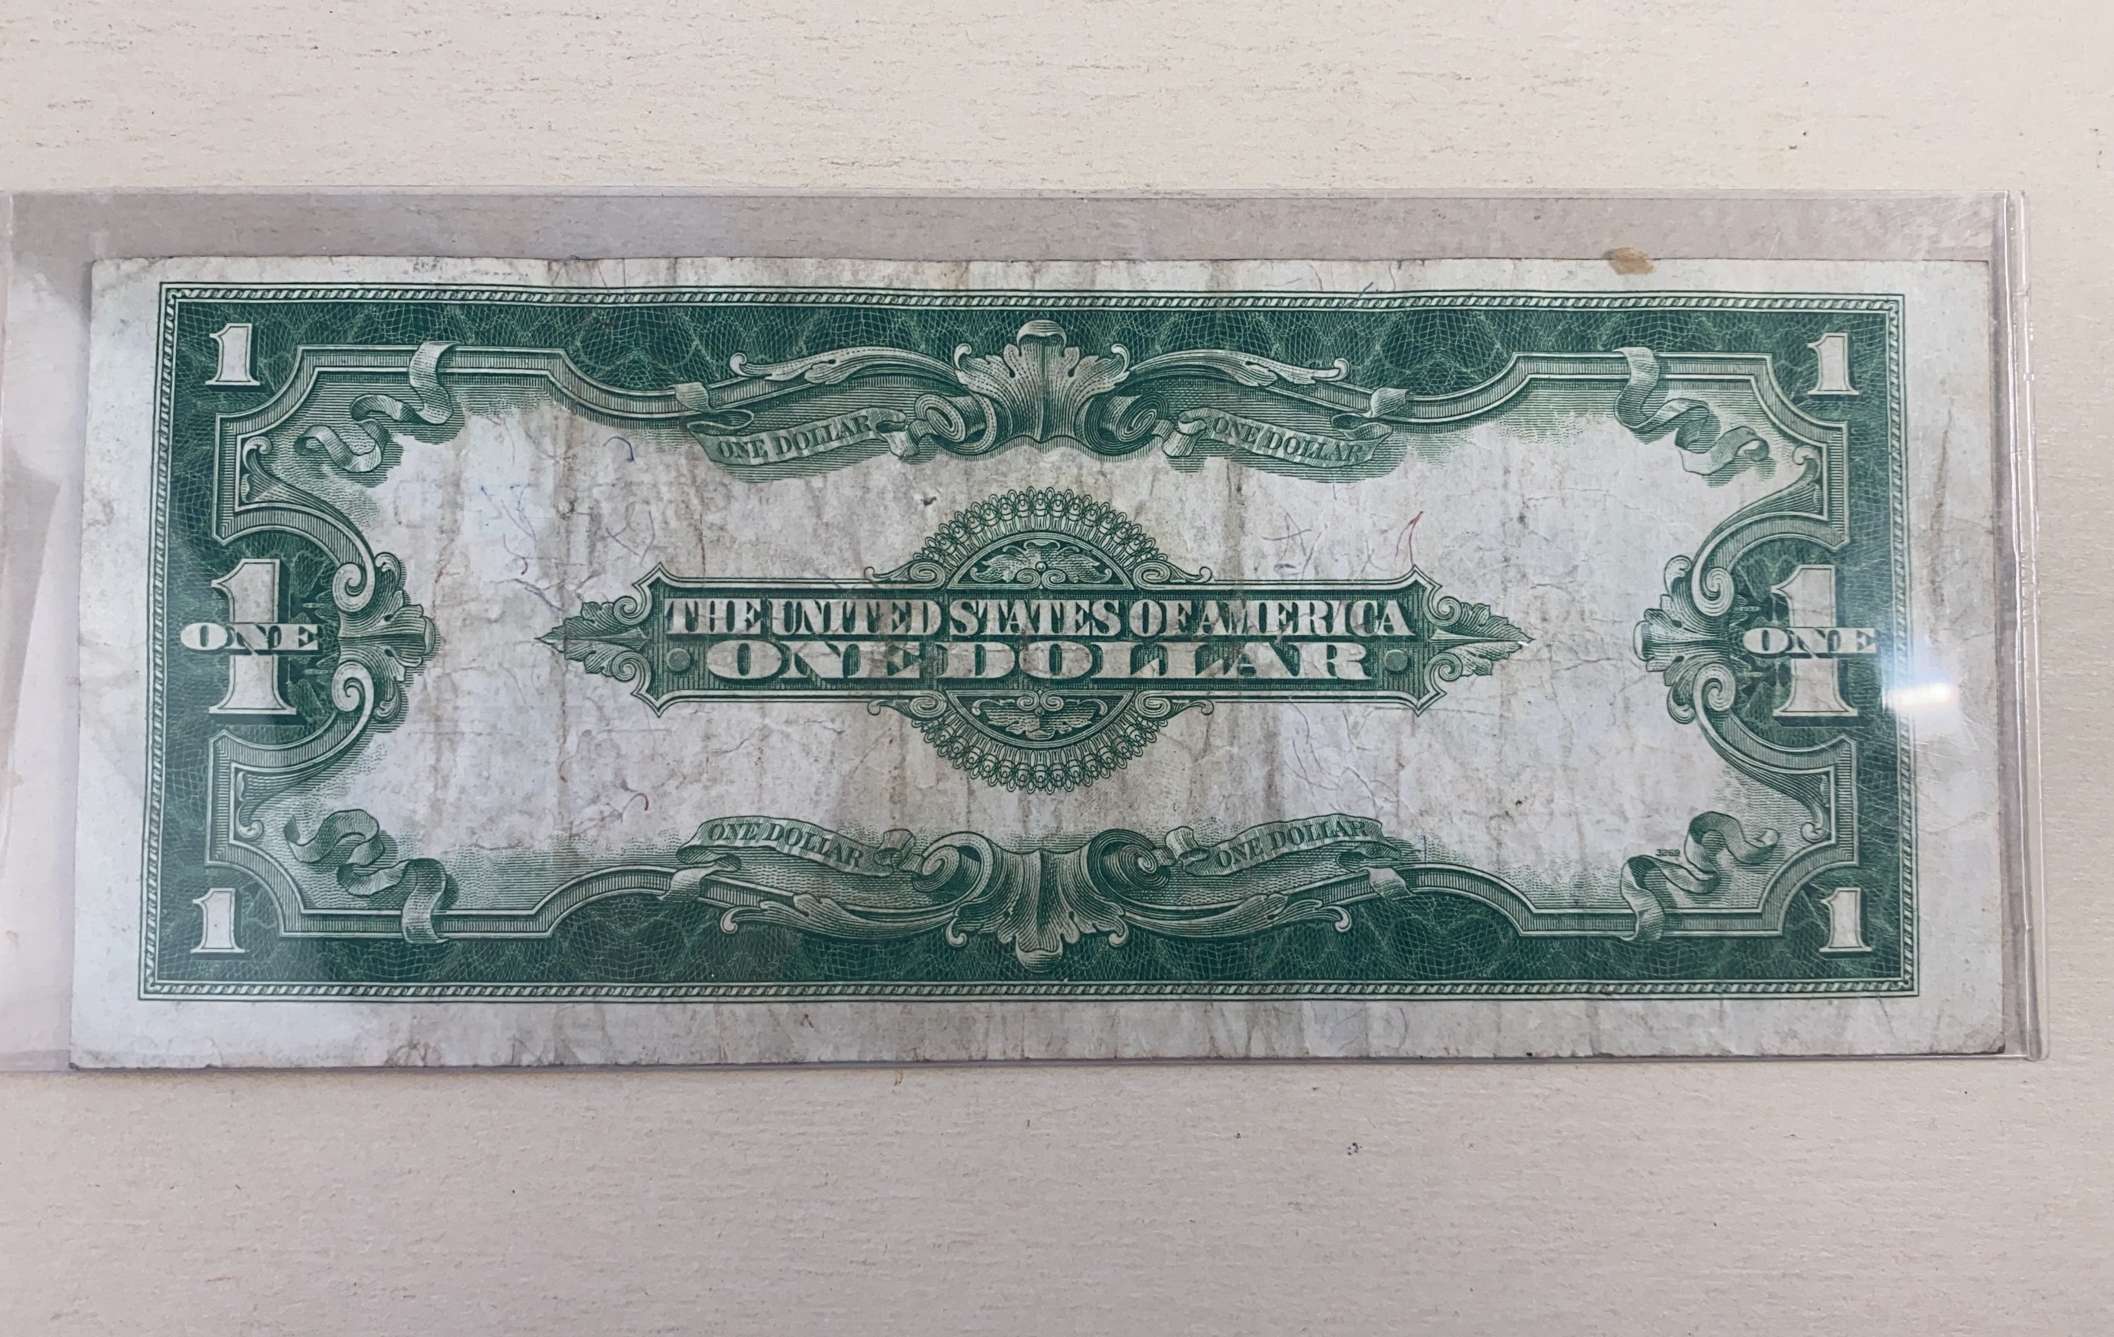 1 1
ONE DOLLAR ONE DOLLAR
1 THE UNITED STATES OF AMERICA 1
ONE ONE DOLLAR ONE
ONE DOLLAR ONE DOLLAR
1 1